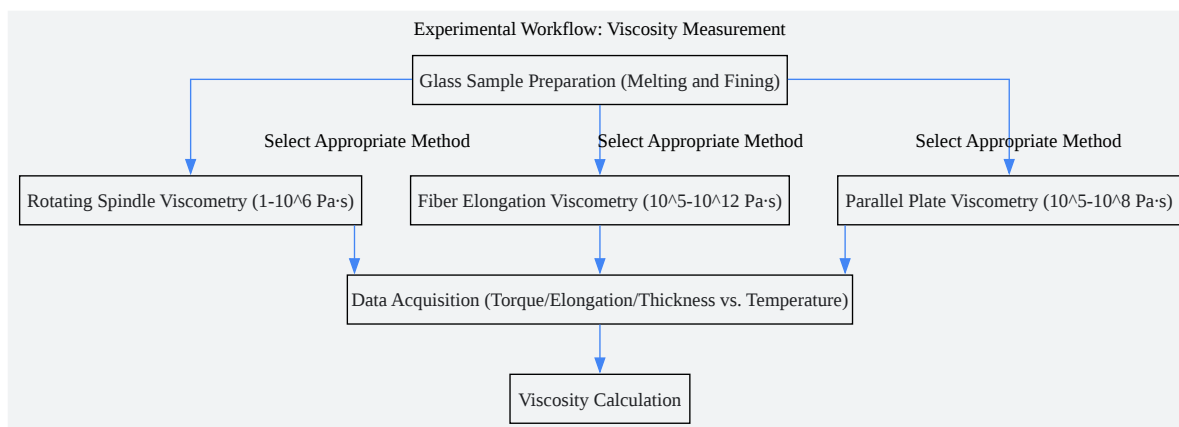 Experimental Workflow: Viscosity Measurement
Glass Sample Preparation (Melting and Fining)
Select Appropriate Method
Select Appropriate Method
Select Appropriate Method
Rotating Spindle Viscometry (1-10^6 Pa·s)
Fiber Elongation Viscometry (10^5-10^12 Pa·s)
Parallel Plate Viscometry (10^5-10^8 Pa·s)
Data Acquisition (Torque/Elongation/Thickness vs. Temperature)
Viscosity Calculation